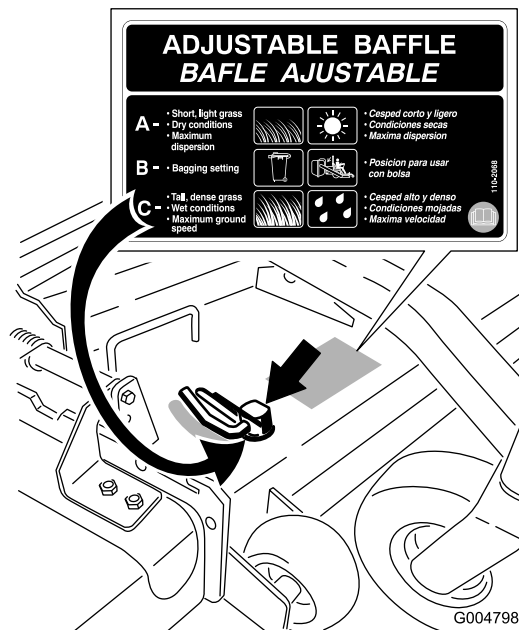 ADJUSTABLE BAFFLE
BAFLE AJUSTABLE
A- • Short, light grass
• Dry conditions
• Maximum
dispersion
• Cesped corto y ligero
• Condiciones secas
• Maxima dispersion
B - • Bagging setting
• Posicion para usar
con bolsa
C- • Tall, dense grass
• Wet conditions
• Maximum ground
speed
• Cesped alto y denso
• Condiciones mojadas
• Maxima velocidad
110-2068
G004798